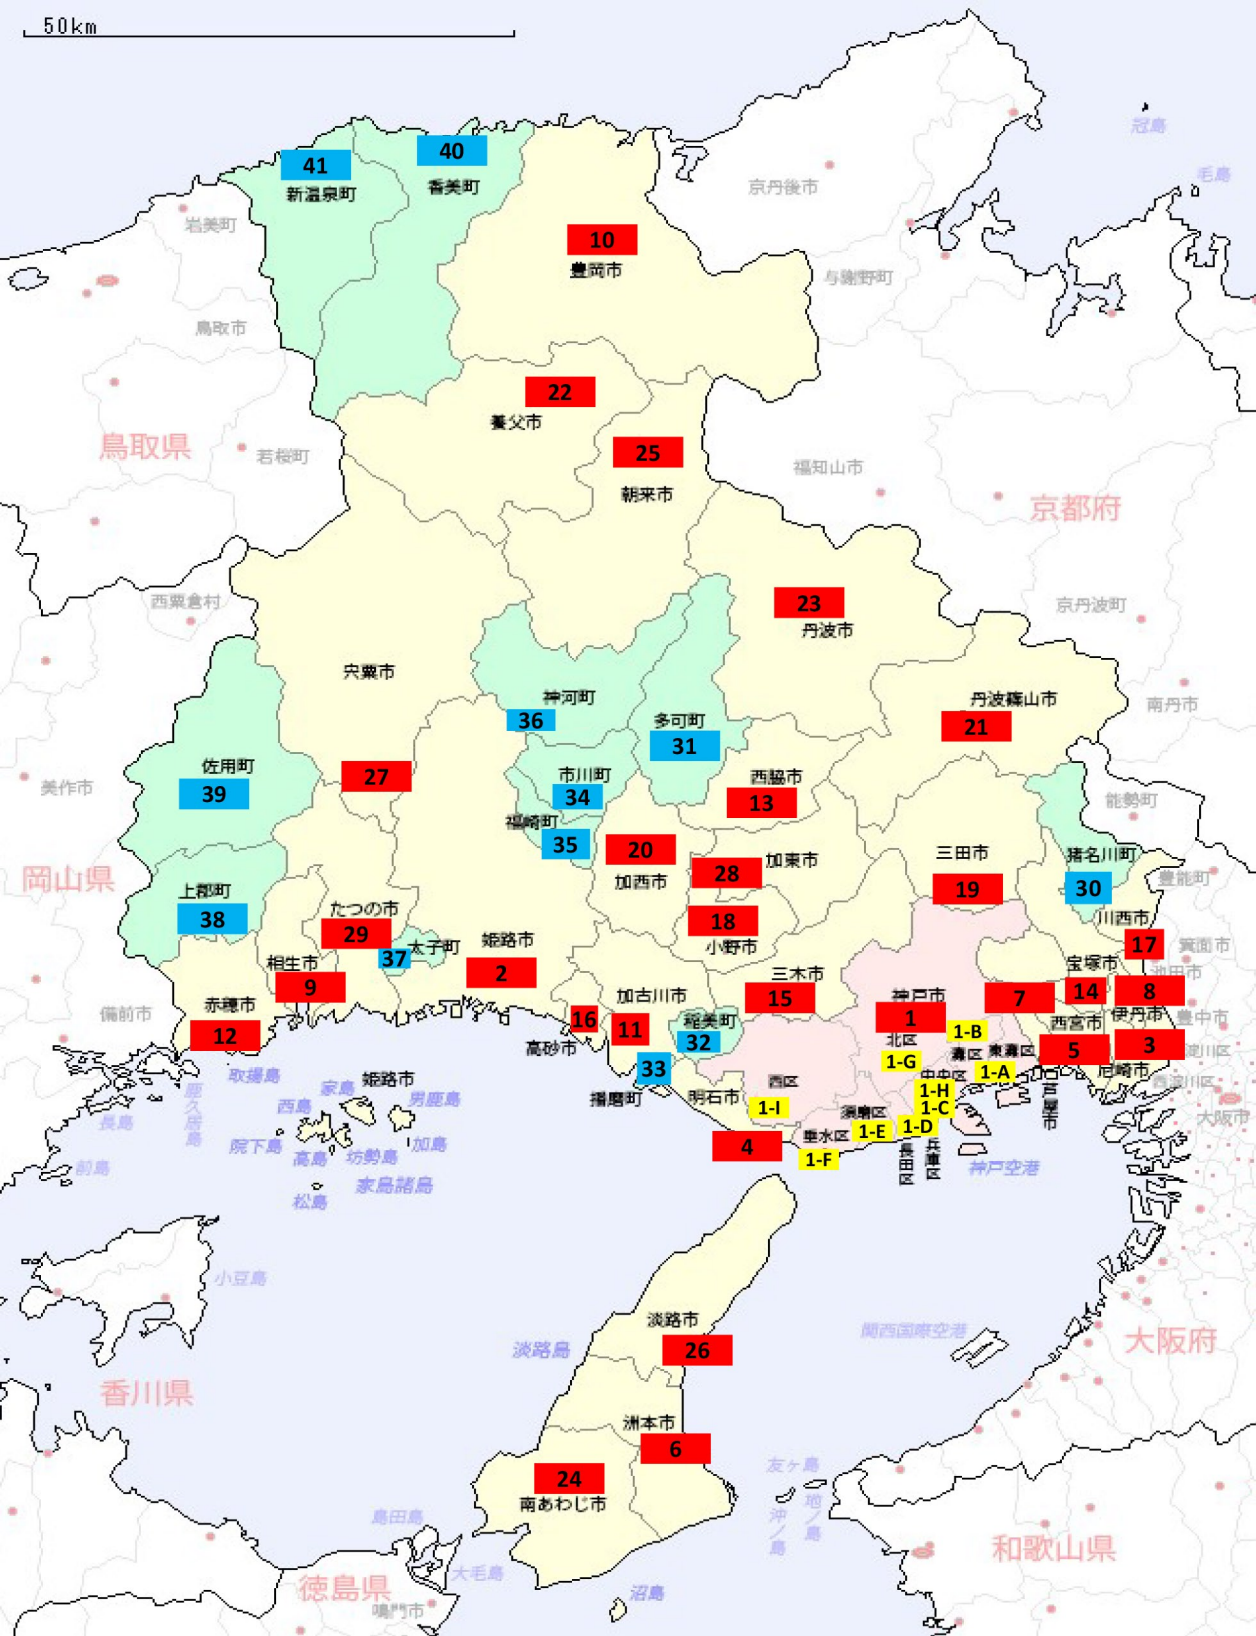 50km
冠島
毛島
41
40
新温泉町
香美町
京丹後市
岩美町
10
豊岡市
与謝野町
鳥取市
22
養父市
鳥取県
若桜町
25
朝来市
福知山市
京都府
23
丹波市
西粟倉村
京丹波町
宍粟市
神河町
36
多可町
31
丹波篠山市
21
南丹市
佐用町
39
27
市川町
34
西脇市
13
美作市
能勢町
福崎町
35
20
加西市
28
加東市
三田市
19
猪名川町
30
豊能町
岡山県
上郡町
38
たつの市
29
太子町
37
姫路市
2
18
小野市
川西市
17
箕面市
相生市
9
赤穂市
12
備前市
加古川市
16
11
高砂市
稲美町
32
33
播磨町
三木市
15
神戸市
1
北区
1-G
1-B
灘区
東灘区
1-A
7
宝塚市
14
池田市
8
伊丹市
豊中市
西宮市
5
3
尼崎市
淀川区
西淀川区
大阪市
芦屋市
中央区
1-H
1-C
西区
1-I
明石市
4
須磨区
1-E
1-D
垂水区
1-F
長田区
兵庫区
神戸空港
取揚島
鹿久居島
長島
前島
家島
姫路市
西島
男鹿島
院下島
高島
坊勢島
加島
家島諸島
松島
小豆島
淡路市
26
淡路島
関西国際空港
大阪府
香川県
洲本市
6
24
南あわじ市
友ヶ島
地ノ島
沖ノ島
島田島
大毛島
沼島
徳島県
鳴門市
和歌山県